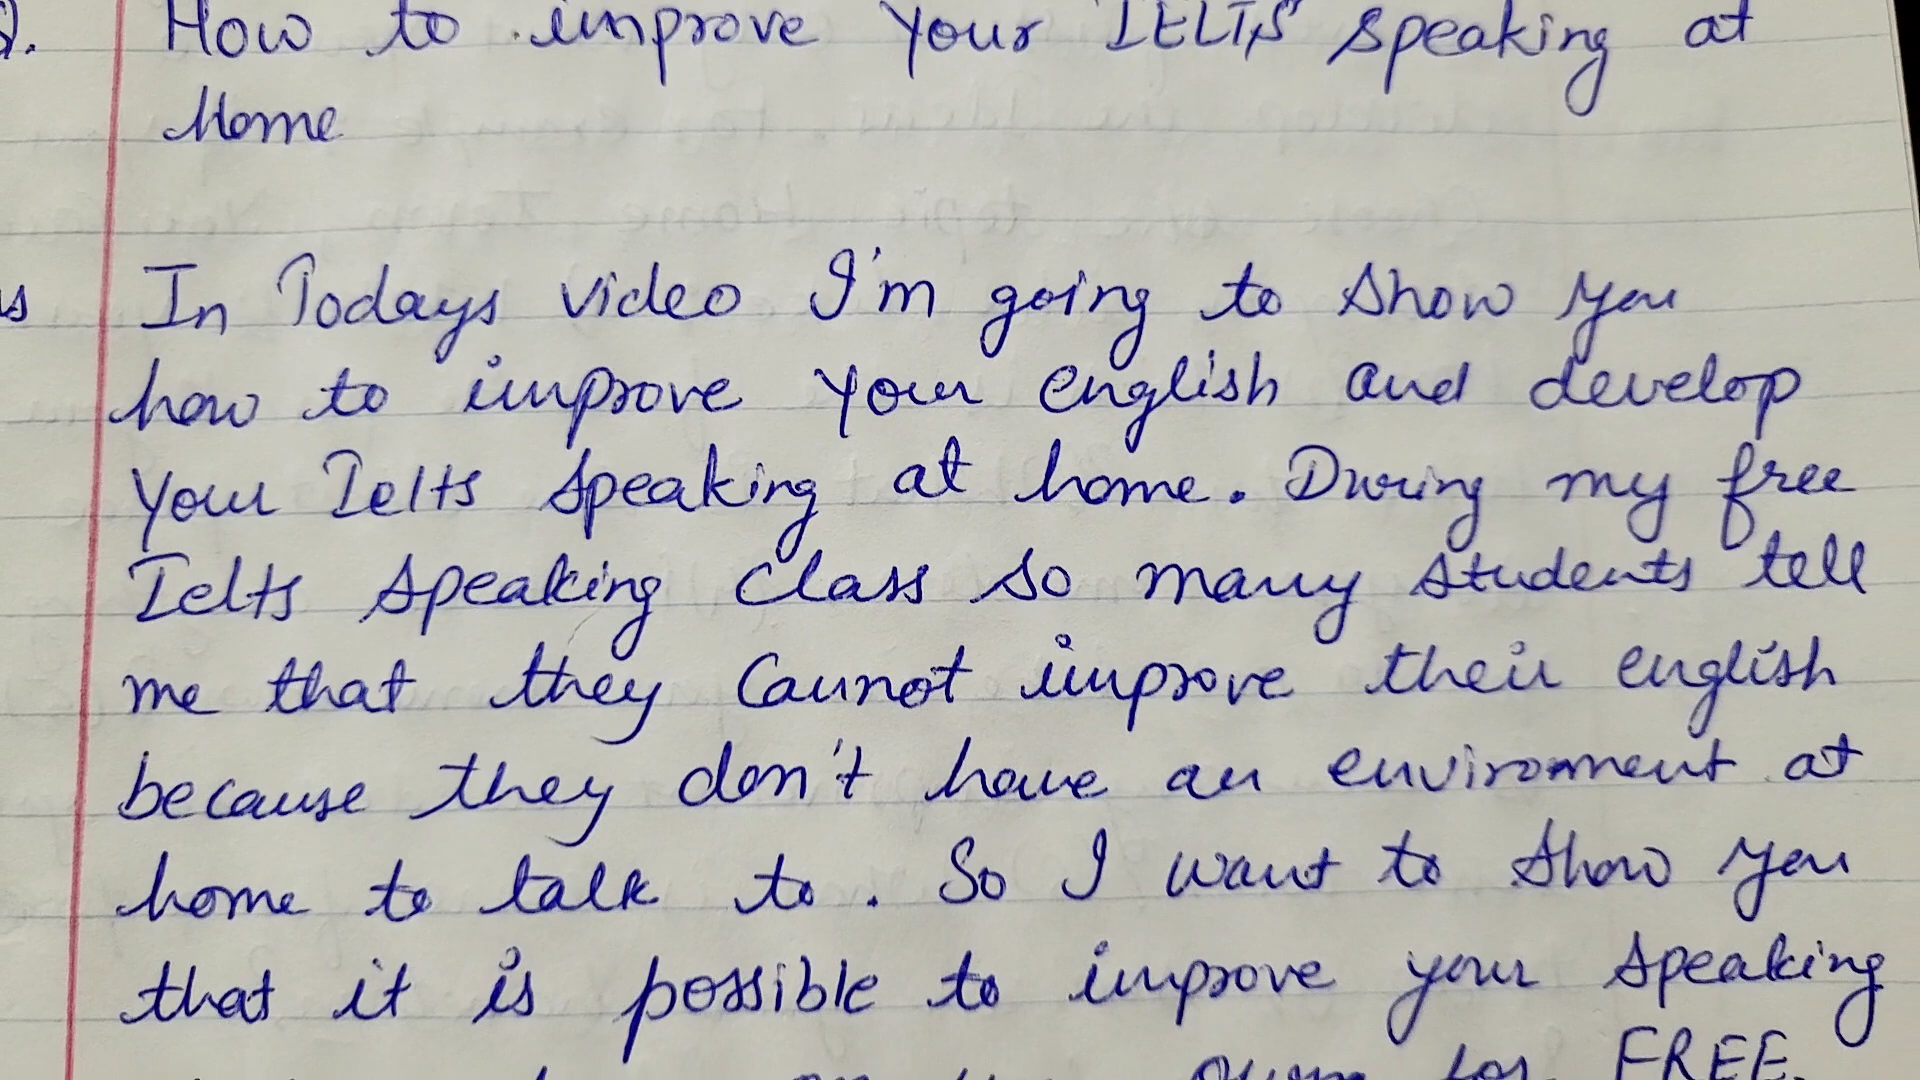 How to improve your IELTS speaking at
Home
In Todays video I'm going to show you
how to improve your english and develop
your Ielts speaking at home. During my free
Ielts speaking class so many students tell
me that they Cannot improve their english
because they don't have an environment at
home to talk to. So I want to show you
that it is possible to improve your speaking
for FREE.